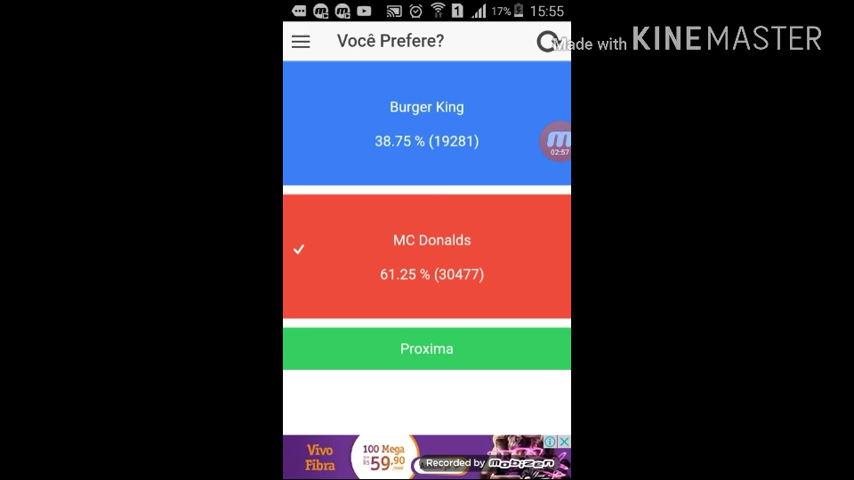 17% 15:55
Você Prefere?
Made with KINEMASTER
Burger King
38.75 % (19281)
02:57
MC Donalds
61.25 % (30477)
Proxima
Vivo
Fibra
100 Mega
R$ 59,90
Recorded by mobizen